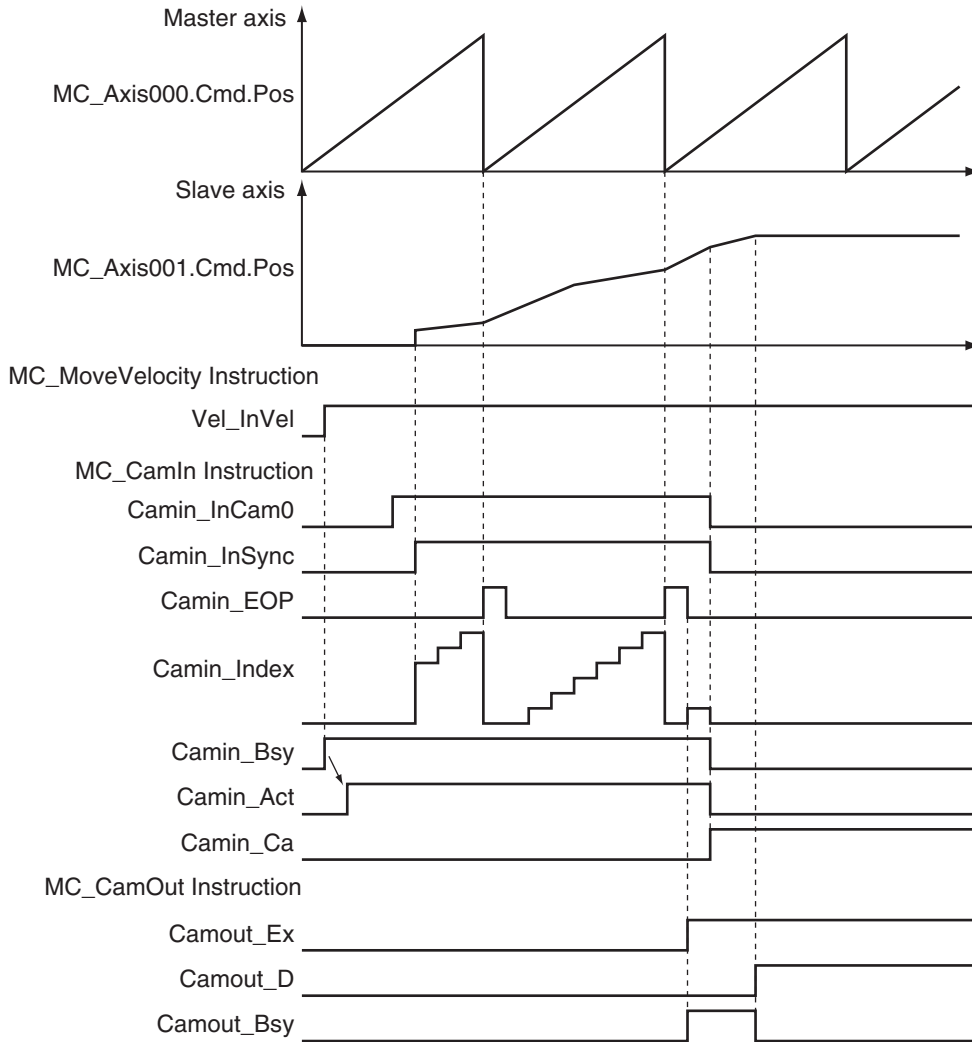 Master axis
MC_Axis000.Cmd.Pos
Slave axis
MC_Axis001.Cmd.Pos
MC_MoveVelocity Instruction
Vel_InVel
MC_CamIn Instruction
Camin_InCam0
Camin_InSync
Camin_EOP
Camin_Index
Camin_Bsy
Camin_Act
Camin_Ca
MC_CamOut Instruction
Camout_Ex
Camout_D
Camout_Bsy